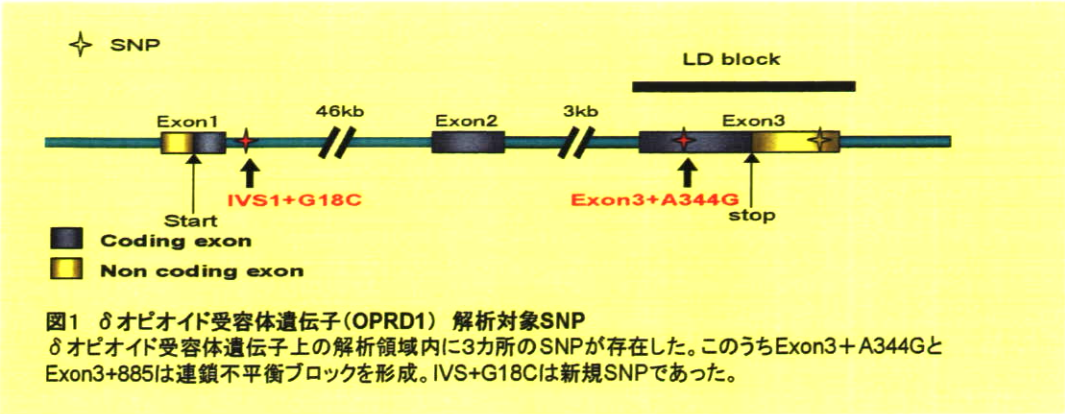 SNP
LD block
46kb
3kb
Exon1
Exon2
Exon3
IVS1+G18C
Exon3+A344G
Start
stop
Coding exon
Non coding exon
図1 δオピオイド受容体遺伝子(OPRD1) 解析対象SNP
δオピオイド受容体遺伝子上の解析領域内に3カ所のSNPが存在した。このうちExon3+A344Gと
Exon3+885は連鎖不平衡ブロックを形成。IVS+G18Cは新規SNPであった。